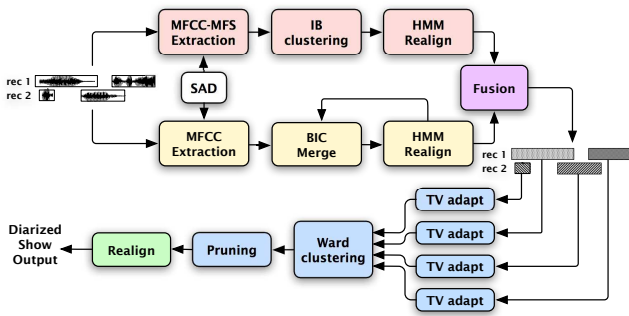 MFCC-MFS
Extraction
IB
clustering
HMM
Realign
rec 1
rec 2
SAD
Fusion
MFCC
Extraction
BIC
Merge
HMM
Realign
rec 1
rec 2
TV adapt
TV adapt
TV adapt
TV adapt
Ward
clustering
Pruning
Realign
Diarized
Show
Output